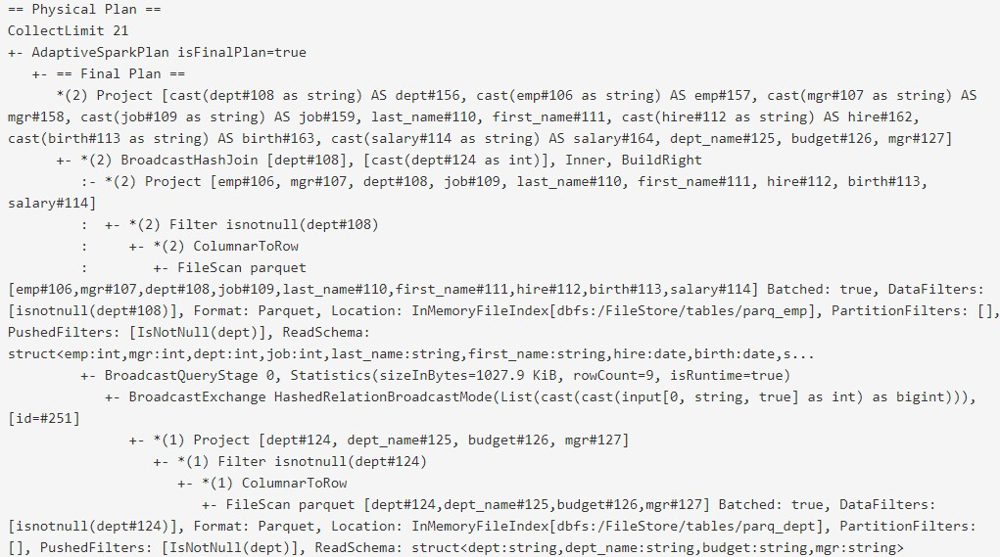 == Physical Plan ==
CollectLimit 21
+- AdaptiveSparkPlan isFinalPlan=true
   +- == Final Plan ==
      *(2) Project [cast(dept#108 as string) AS dept#156, cast(emp#106 as string) AS emp#157, cast(mgr#107 as string) AS
mgr#158, cast(job#109 as string) AS job#159, last_name#110, first_name#111, cast(hire#112 as string) AS hire#162,
cast(birth#113 as string) AS birth#163, cast(salary#114 as string) AS salary#164, dept_name#125, budget#126, mgr#127]
      +- *(2) BroadcastHashJoin [dept#108], [cast(dept#124 as int)], Inner, BuildRight
         :- *(2) Project [emp#106, mgr#107, dept#108, job#109, last_name#110, first_name#111, hire#112, birth#113,
salary#114]
         :  +- *(2) Filter isnotnull(dept#108)
         :     +- *(2) ColumnarToRow
         :        +- FileScan parquet
[emp#106,mgr#107,dept#108,job#109,last_name#110,first_name#111,hire#112,birth#113,salary#114] Batched: true, DataFilters:
[isnotnull(dept#108)], Format: Parquet, Location: InMemoryFileIndex[dbfs:/FileStore/tables/parq_emp], PartitionFilters: [],
PushedFilters: [IsNotNull(dept)], ReadSchema:
struct<emp:int,mgr:int,dept:int,job:int,last_name:string,first_name:string,hire:date,birth:date,s...
         +- BroadcastQueryStage 0, Statistics(sizeInBytes=1027.9 KiB, rowCount=9, isRuntime=true)
            +- BroadcastExchange HashedRelationBroadcastMode(List(cast(cast(input[0, string, true] as int) as bigint))),
[id=#251]
               +- *(1) Project [dept#124, dept_name#125, budget#126, mgr#127]
                  +- *(1) Filter isnotnull(dept#124)
                     +- *(1) ColumnarToRow
                        +- FileScan parquet [dept#124,dept_name#125,budget#126,mgr#127] Batched: true, DataFilters:
[isnotnull(dept#124)], Format: Parquet, Location: InMemoryFileIndex[dbfs:/FileStore/tables/parq_dept], PartitionFilters:
[], PushedFilters: [IsNotNull(dept)], ReadSchema: struct<dept:string,dept_name:string,budget:string,mgr:string>